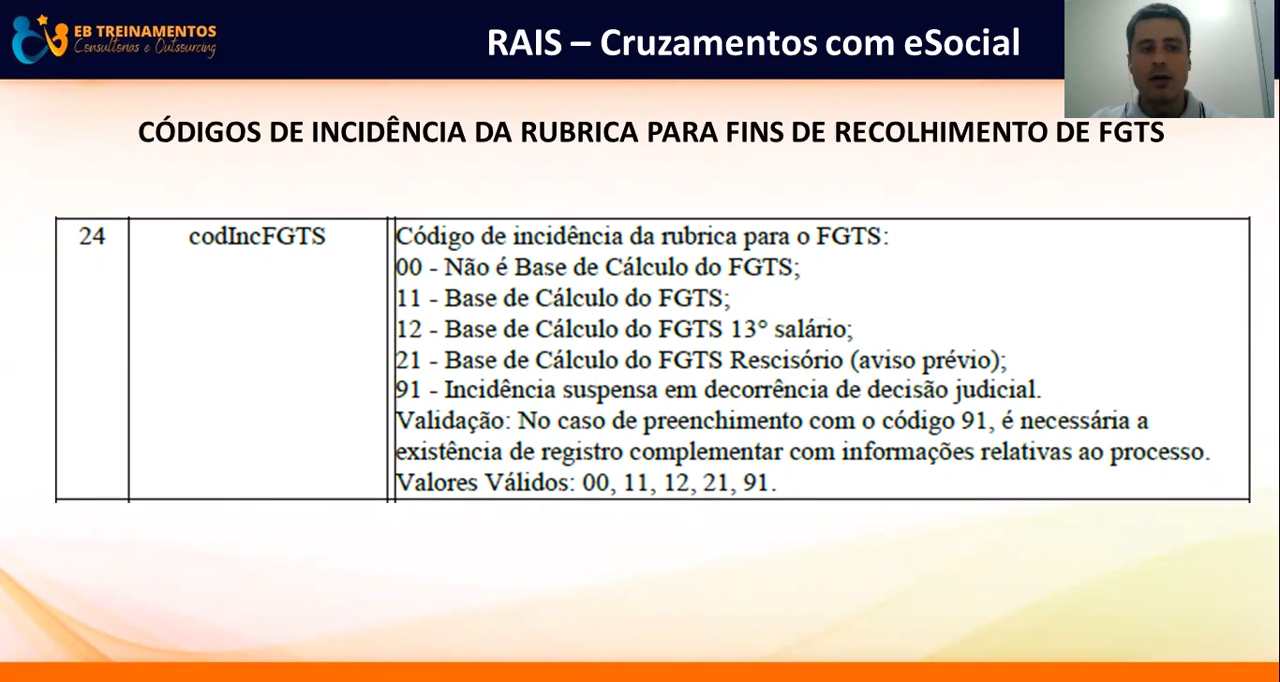 EB TREINAMENTOS
Consultorias e Outsourcing
RAIS – Cruzamentos com eSocial
CÓDIGOS DE INCIDÊNCIA DA RUBRICA PARA FINS DE RECOLHIMENTO DE FGTS
24
codIncFGTS
Código de incidência da rubrica para o FGTS:
00 - Não é Base de Cálculo do FGTS;
11 - Base de Cálculo do FGTS;
12 - Base de Cálculo do FGTS 13° salário;
21 - Base de Cálculo do FGTS Rescisório (aviso prévio);
91 - Incidência suspensa em decorrência de decisão judicial.
Validação: No caso de preenchimento com o código 91, é necessária a
existência de registro complementar com informações relativas ao processo.
Valores Válidos: 00, 11, 12, 21, 91.